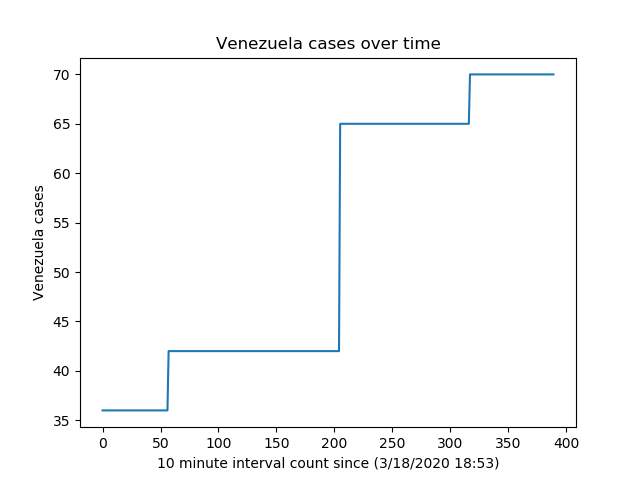 Venezuela cases over time
70
65
60
55
50
45
40
35
Venezuela cases
0 50 100 150 200 250 300 350 400
10 minute interval count since (3/18/2020 18:53)